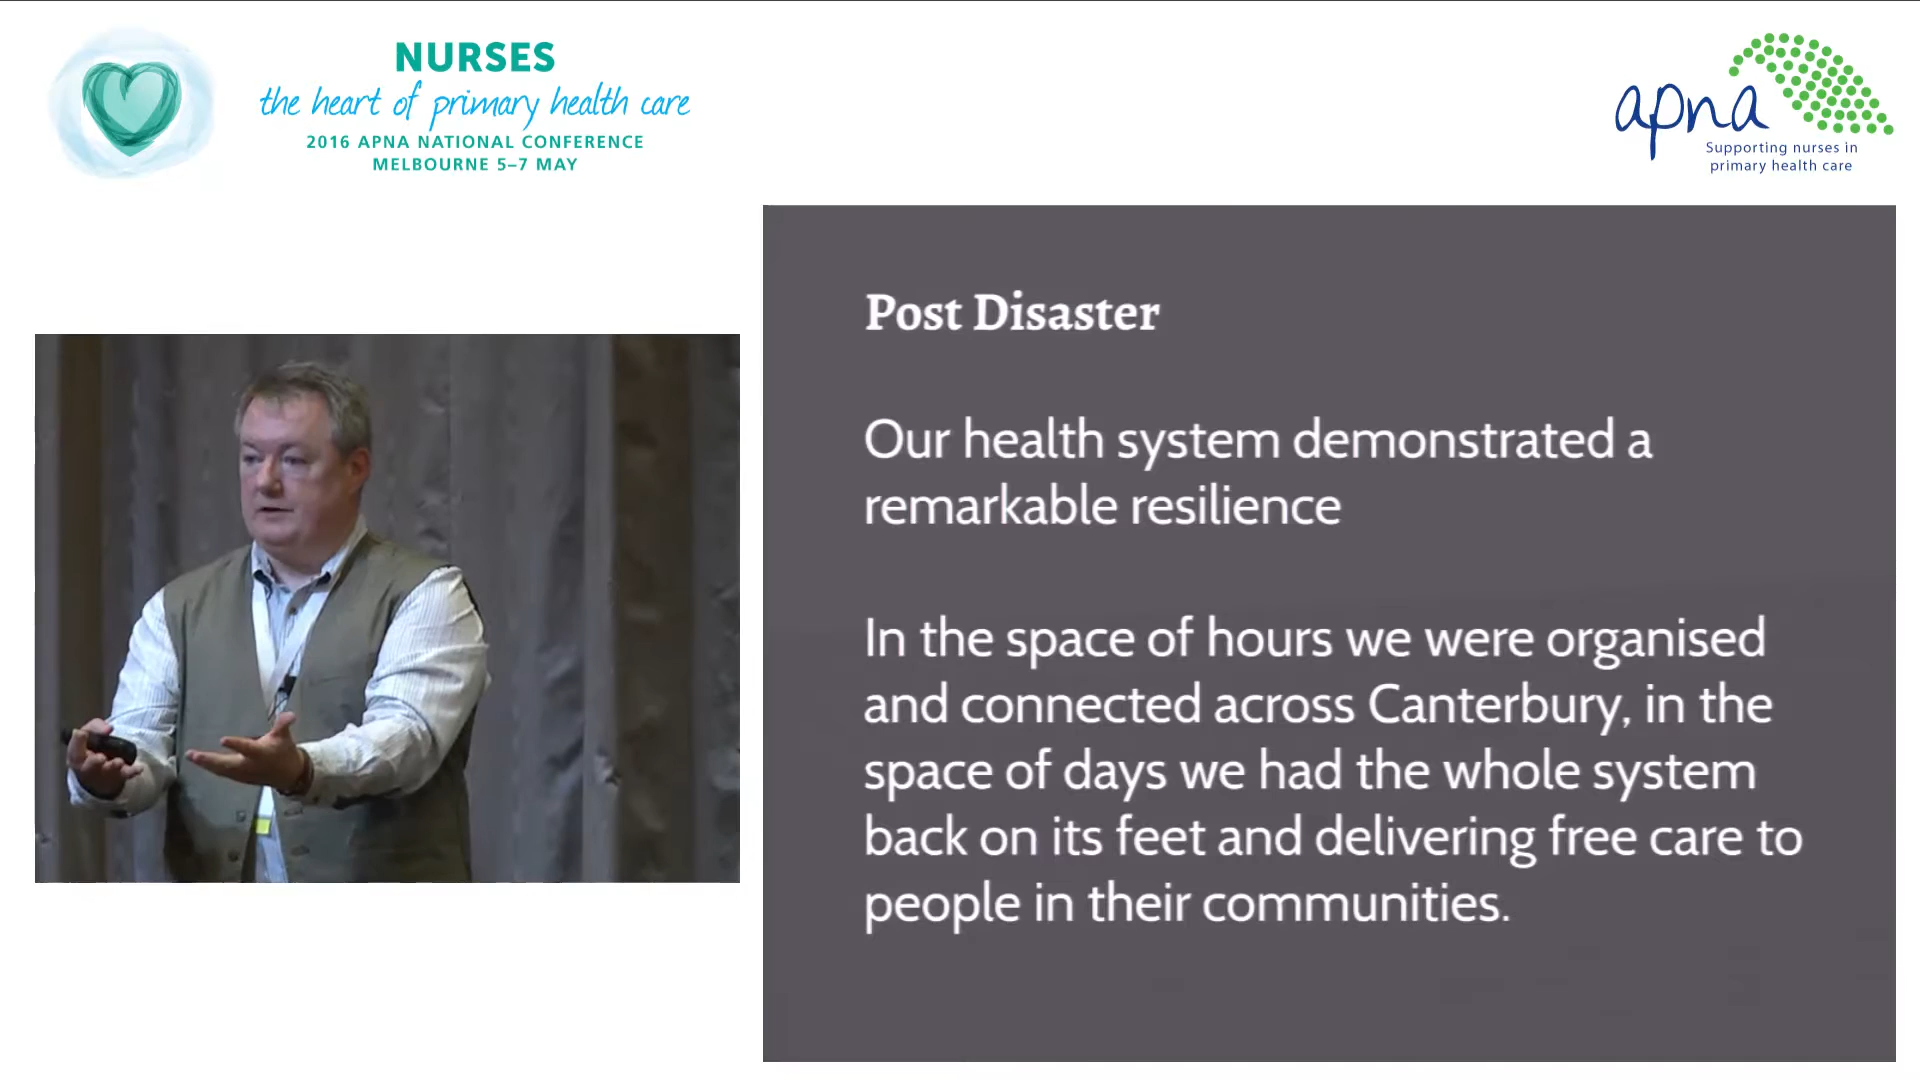 NURSES
the heart of primary health care
2016 APNA NATIONAL CONFERENCE
MELBOURNE 5–7 MAY
apna
Supporting nurses in
primary health care
Post Disaster
Our health system demonstrated a
remarkable resilience
In the space of hours we were organised
and connected across Canterbury, in the
space of days we had the whole system
back on its feet and delivering free care to
people in their communities.